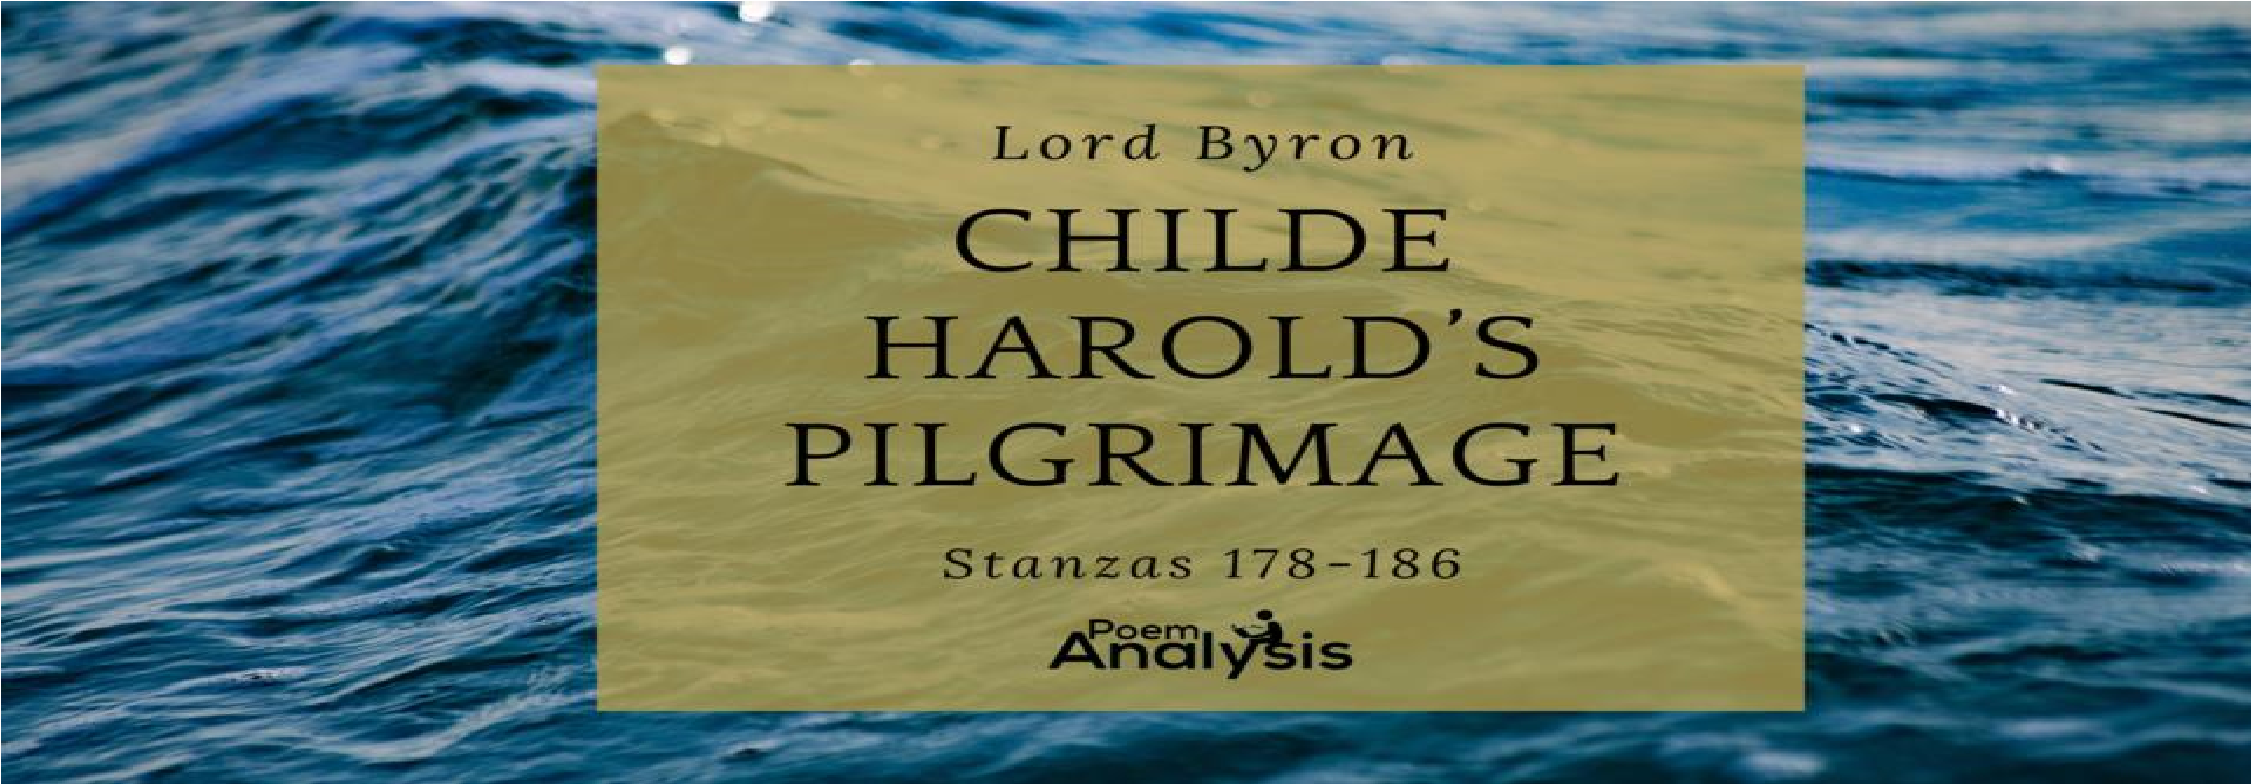 Lord Byron
CHILDE
HAROLD’S
PILGRIMAGE
Stanzas 178-186
Poem
Analysis